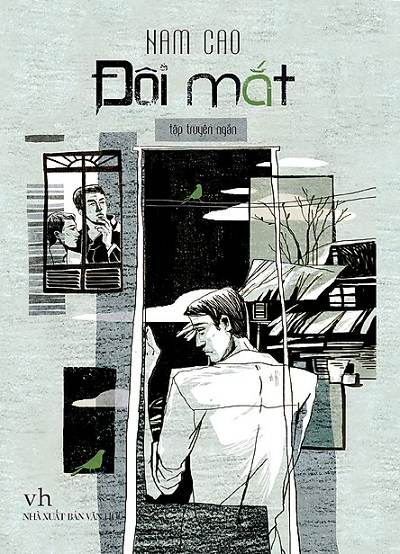 NAM CAO
Đôi mắt
tập truyện ngắn
vh
NHÀ XUẤT BẢN VĂN HỌC